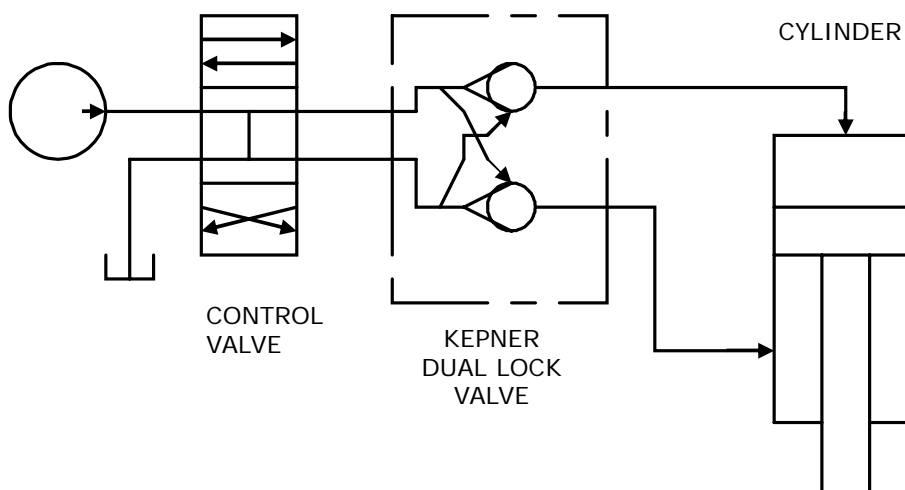 CYLINDER
CONTROL
VALVE
KEPNER
DUAL LOCK
VALVE